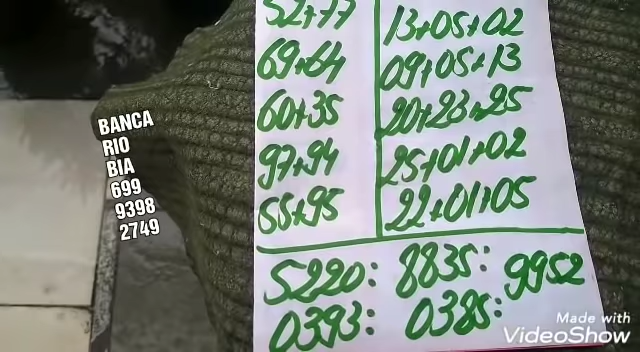 52+77
69+64
60+35
97+94
55+95
13+05+02
09+05+13
20+23+25
25+01+02
22+01+05
5220: 8835: 9952
0393: 0385:
BANCA
RIO
BIA
699
9398
2749
Made with
VideoShow